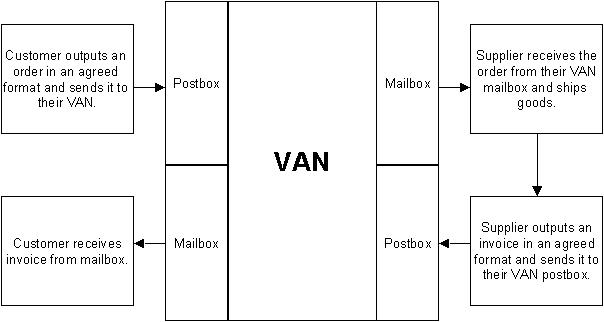 Customer outputs an
order in an agreed
format and sends it to
their VAN.
Postbox
VAN
Mailbox
Supplier receives the
order from their VAN
mailbox and ships
goods.
Customer receives
invoice from mailbox.
Mailbox
Postbox
Supplier outputs an
invoice in an agreed
format and sends it to
their VAN postbox.